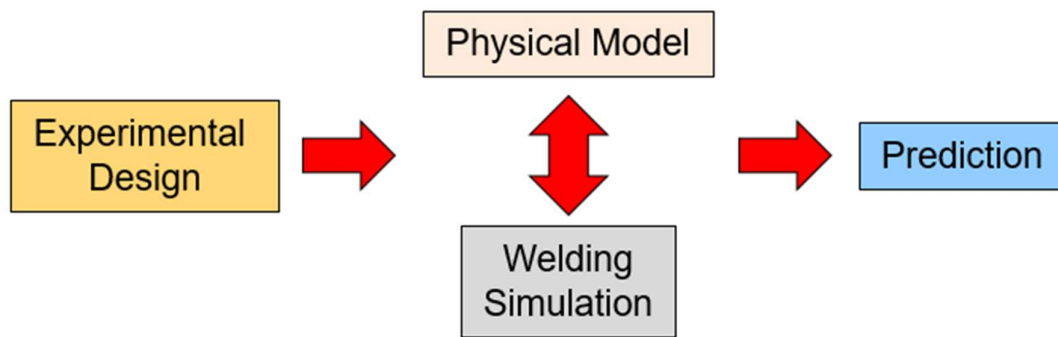 Physical Model
Experimental
Design
Prediction
Welding
Simulation